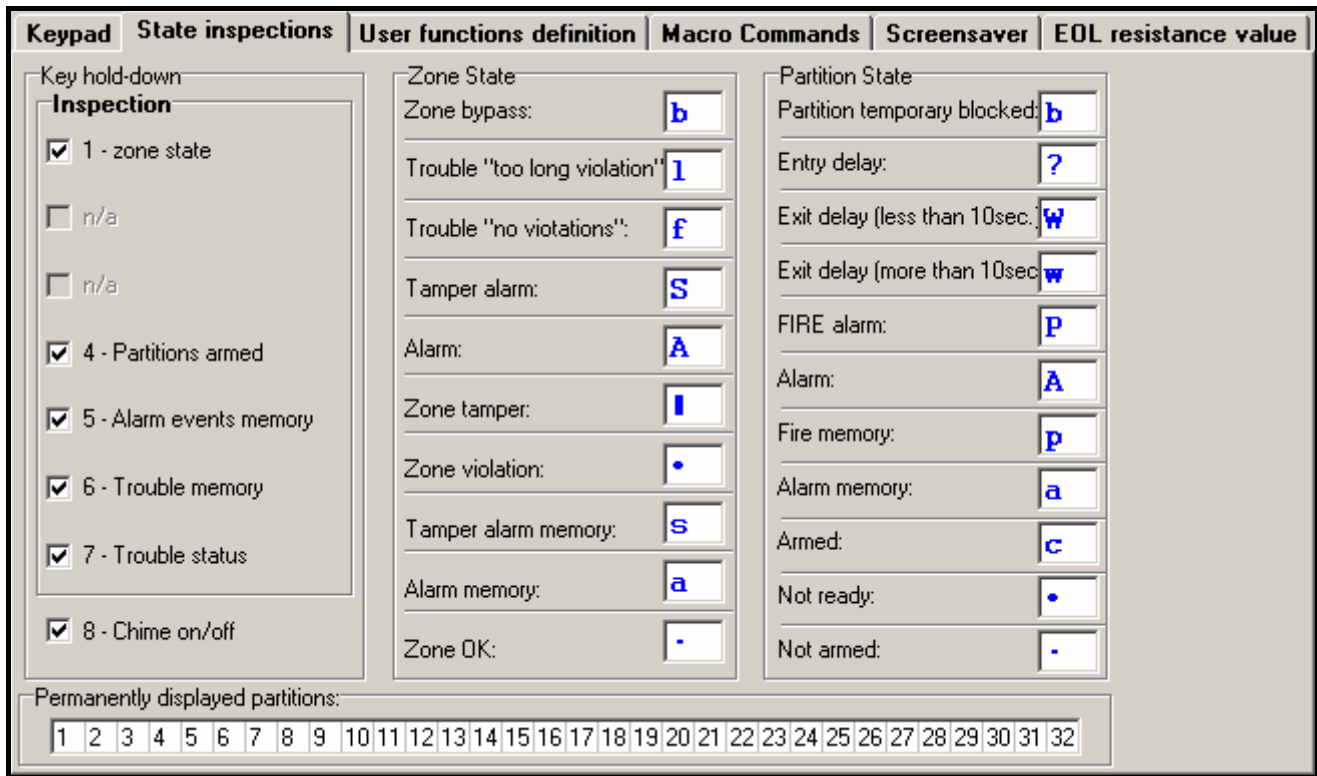 Keypad State inspections User functions definition Macro Commands Screensaver EOL resistance value
Key hold-down
Inspection
1 - zone state
n/a
n/a
4 - Partitions armed
5 - Alarm events memory
6 - Trouble memory
7 - Trouble status
8 - Chime on/off
Zone State
Zone bypass: b
Trouble "too long violation" l
Trouble "no viotations": f
Tamper alarm: S
Alarm: A
Zone tamper: ▮
Zone violation: •
Tamper alarm memory: s
Alarm memory: a
Zone OK: ·
Partition State
Partition temporary blocked: b
Entry delay: ?
Exit delay (less than 10sec.) W
Exit delay (more than 10sec w
FIRE alarm: P
Alarm: A
Fire memory: p
Alarm memory: a
Armed: c
Not ready: •
Not armed: ·
Permanently displayed partitions:
1 2 3 4 5 6 7 8 9 10 11 12 13 14 15 16 17 18 19 20 21 22 23 24 25 26 27 28 29 30 31 32